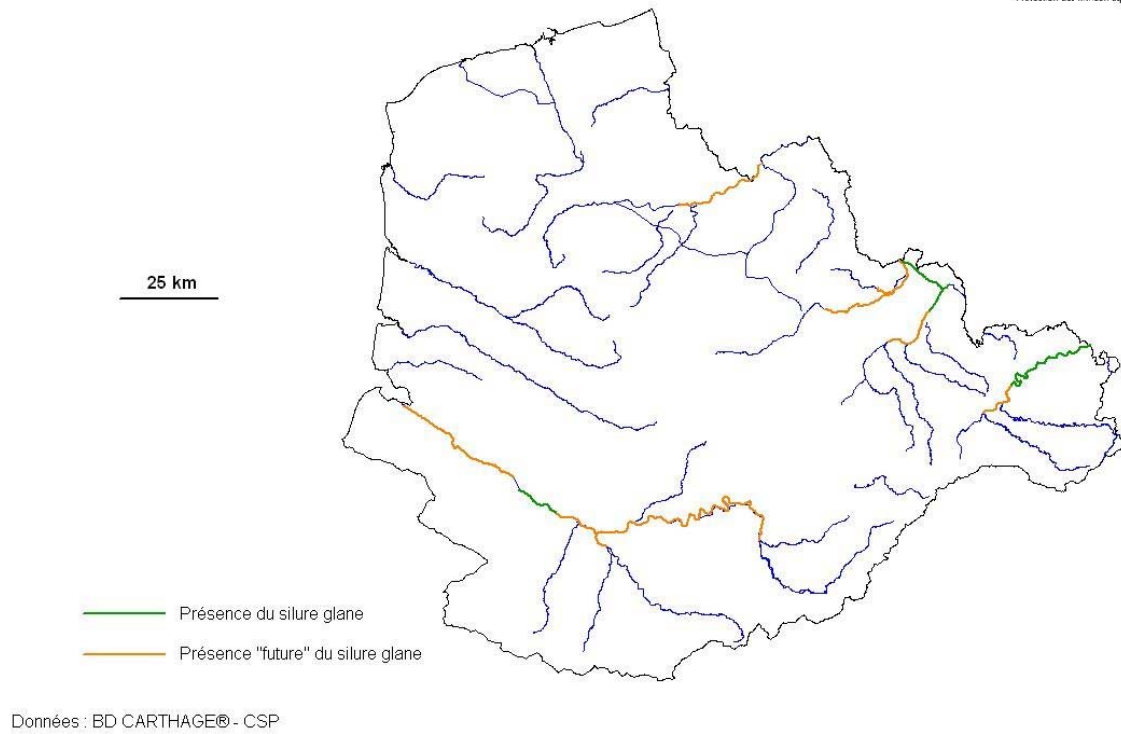 25 km
Présence du silure glane
Présence "future" du silure glane
Données : BD CARTHAGE® - CSP